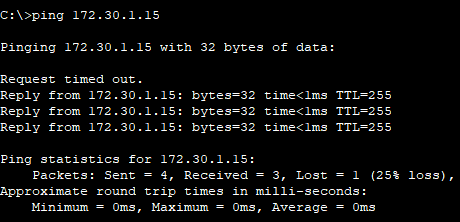 C:\>ping 172.30.1.15
Pinging 172.30.1.15 with 32 bytes of data:
Request timed out.
Reply from 172.30.1.15: bytes=32 time<1ms TTL=255
Reply from 172.30.1.15: bytes=32 time<1ms TTL=255
Reply from 172.30.1.15: bytes=32 time<1ms TTL=255
Ping statistics for 172.30.1.15:
    Packets: Sent = 4, Received = 3, Lost = 1 (25% loss),
Approximate round trip times in milli-seconds:
    Minimum = 0ms, Maximum = 0ms, Average = 0ms